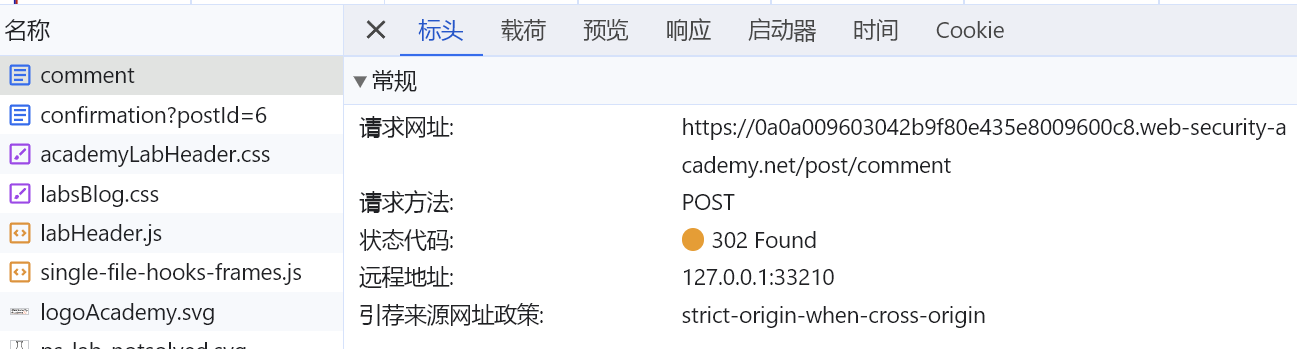 名称
标头 载荷 预览 响应 启动器 时间 Cookie
comment
常规
confirmation?postId=6
请求网址: https://0a0a009603042b9f80e435e8009600c8.web-security-a
cademy.net/post/comment
academyLabHeader.css
labsBlog.css
请求方法: POST
labHeader.js
状态代码: 302 Found
single-file-hooks-frames.js
远程地址: 127.0.0.1:33210
logoAcademy.svg
引荐来源网址政策: strict-origin-when-cross-origin